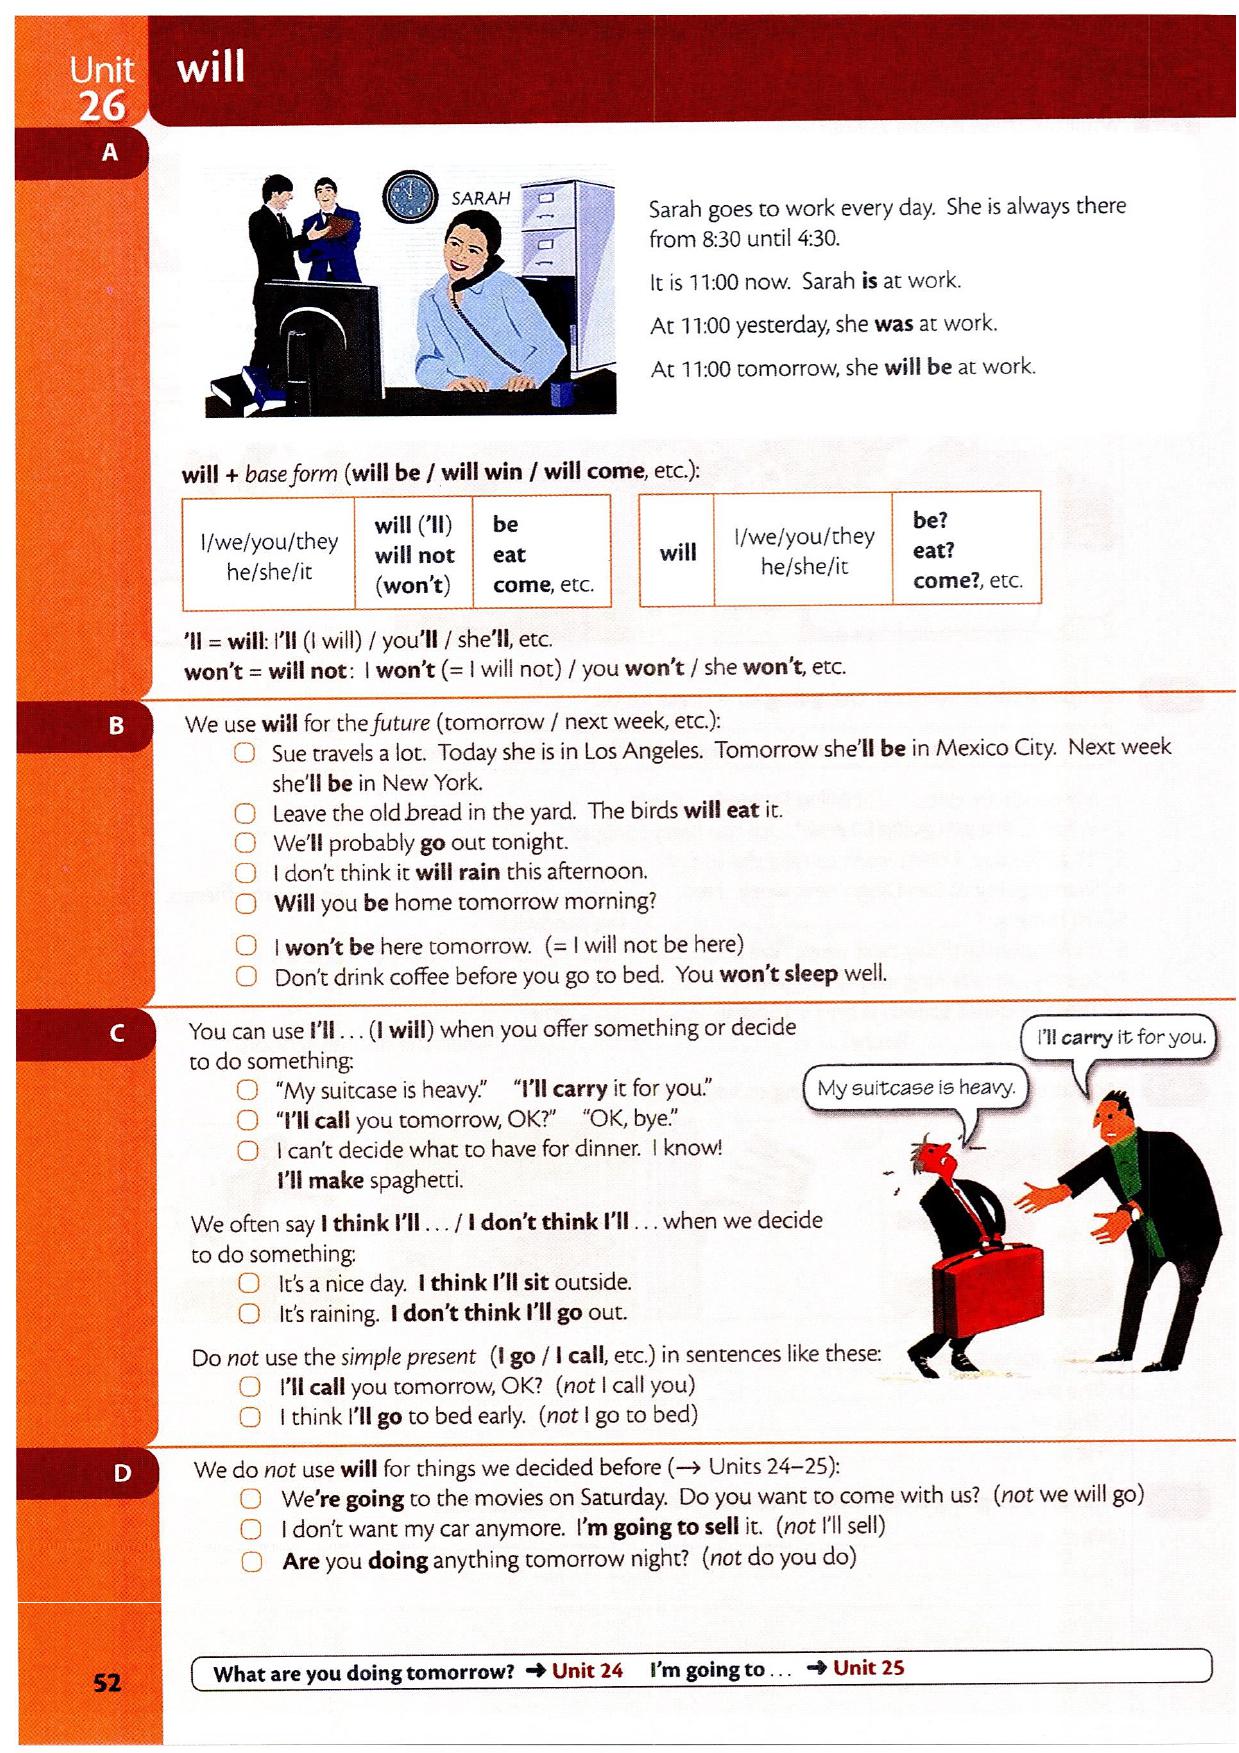 Unit
26
will
A
SARAH
Sarah goes to work every day. She is always there
from 8:30 until 4:30.
It is 11:00 now. Sarah is at work.
At 11:00 yesterday, she was at work.
At 11:00 tomorrow, she will be at work.
will + base form (will be / will win / will come, etc.):
I/we/you/they
he/she/it
will ('ll)
will not
(won't)
be
eat
come, etc.
will
I/we/you/they
he/she/it
be?
eat?
come?, etc.
'll = will: I'll (I will) / you'll / she'll, etc.
won't = will not: I won't (= I will not) / you won't / she won't, etc.
B
We use will for the future (tomorrow / next week, etc.):
Sue travels a lot. Today she is in Los Angeles. Tomorrow she'll be in Mexico City. Next week
she'll be in New York.
Leave the old bread in the yard. The birds will eat it.
We'll probably go out tonight.
I don't think it will rain this afternoon.
Will you be home tomorrow morning?
I won't be here tomorrow. (= I will not be here)
Don't drink coffee before you go to bed. You won't sleep well.
C
You can use I'll . . . (I will) when you offer something or decide
to do something:
"My suitcase is heavy." "I'll carry it for you."
"I'll call you tomorrow, OK?" "OK, bye."
I can't decide what to have for dinner. I know!
I'll make spaghetti.
We often say I think I'll . . . / I don't think I'll . . . when we decide
to do something:
It's a nice day. I think I'll sit outside.
It's raining. I don't think I'll go out.
Do not use the simple present (I go / I call, etc.) in sentences like these:
I'll call you tomorrow, OK? (not I call you)
I think I'll go to bed early. (not I go to bed)
My suitcase is heavy.
I'll carry it for you.
D
We do not use will for things we decided before (→ Units 24–25):
We're going to the movies on Saturday. Do you want to come with us? (not we will go)
I don't want my car anymore. I'm going to sell it. (not I'll sell)
Are you doing anything tomorrow night? (not do you do)
52
What are you doing tomorrow? → Unit 24 I'm going to . . . → Unit 25